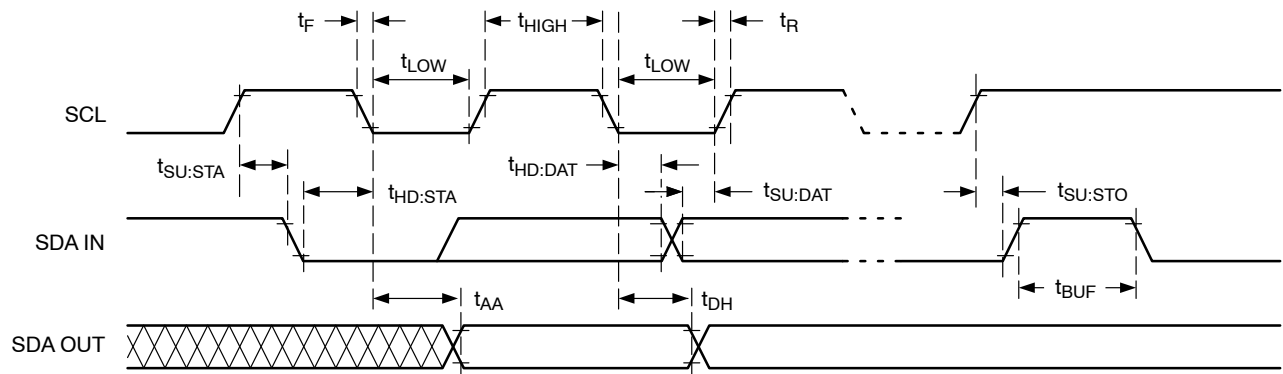 tF
tHIGH
tR
tLOW
tLOW
SCL
tSU:STA
tHD:DAT
tHD:STA
tSU:DAT
tSU:STO
SDA IN
tBUF
tAA
tDH
SDA OUT